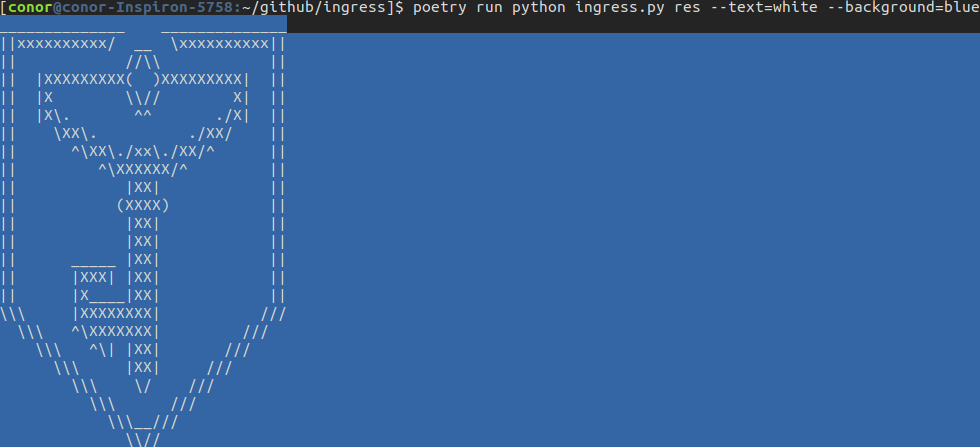 [conor@conor-Inspiron-5758:~/github/ingress]$ poetry run python ingress.py res --text=white --background=blue
______________    ______________
||xxxxxxxxxx/  __  \xxxxxxxxxx||
||            //\\            ||
||  |XXXXXXXXX(  )XXXXXXXXX|  ||
||  |X        \\//        X|  ||
||  |X\.       ^^       ./X|  ||
||    \XX\.          ./XX/    ||
||      ^\XX\./xx\./XX/^      ||
||         ^\XXXXXX/^         ||
||            |XX|            ||
||           (XXXX)           ||
||            |XX|            ||
||            |XX|            ||
||      _____ |XX|            ||
||      |XXX| |XX|            ||
||      |X____|XX|            ||
\\\     |XXXXXXXX|           ///
  \\\   ^\XXXXXXX|         ///
    \\\   ^\| |XX|       ///
      \\\     |XX|     ///
        \\\    \/    ///
          \\\      ///
            \\\__///
              \\//